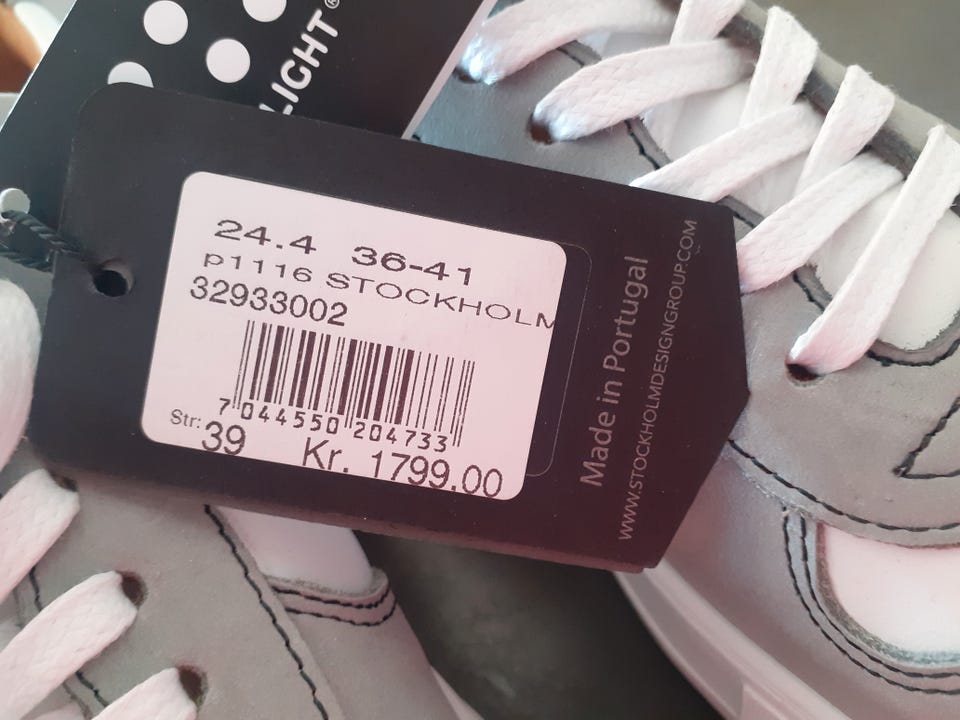 LIGHT®
24.4 36-41
p1116 STOCKHOLM
32933002
7 044550 204733
Str: 39 Kr. 1799.00
Made in Portugal
WWW.STOCKHOLMDESIGNGROUP.COM